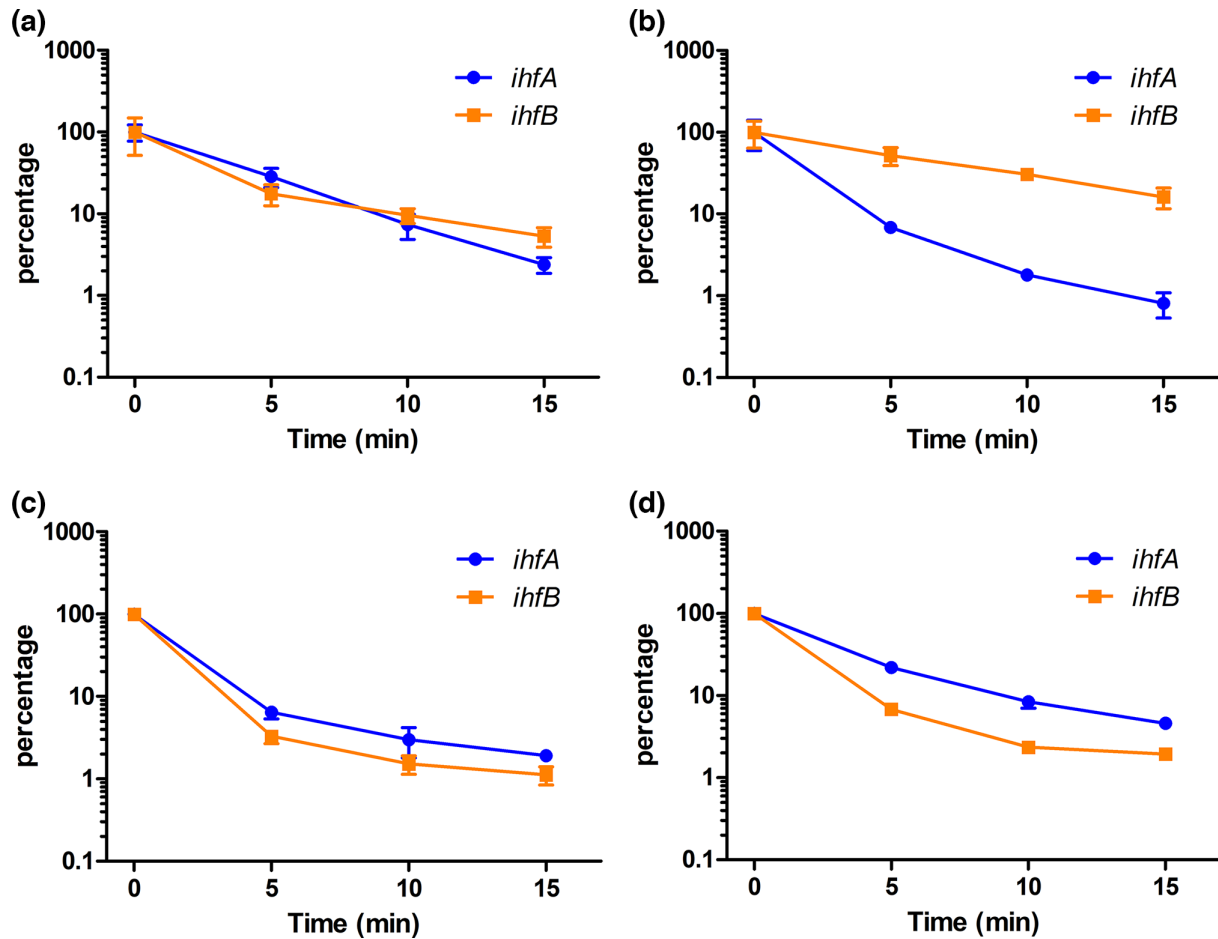 (a)
1000
100
10
1
0.1
percentage
0 5 10 15
Time (min)
ihfA
ihfB
(b)
1000
100
10
1
0.1
percentage
0 5 10 15
Time (min)
ihfA
ihfB
(c)
1000
100
10
1
0.1
percentage
0 5 10 15
Time (min)
ihfA
ihfB
(d)
1000
100
10
1
0.1
percentage
0 5 10 15
Time (min)
ihfA
ihfB